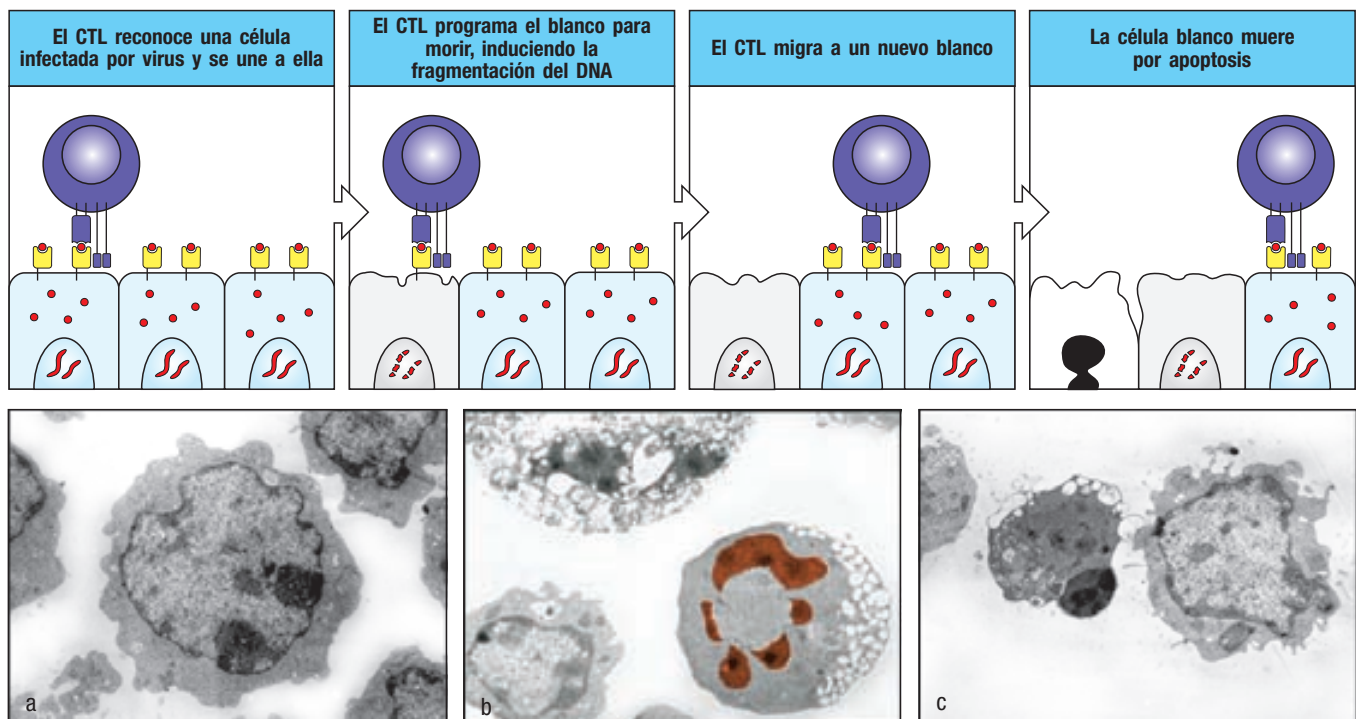 El CTL reconoce una célula
infectada por virus y se une a ella
El CTL programa el blanco para
morir, induciendo la
fragmentación del DNA
El CTL migra a un nuevo blanco
La célula blanco muere
por apoptosis
a
b
c